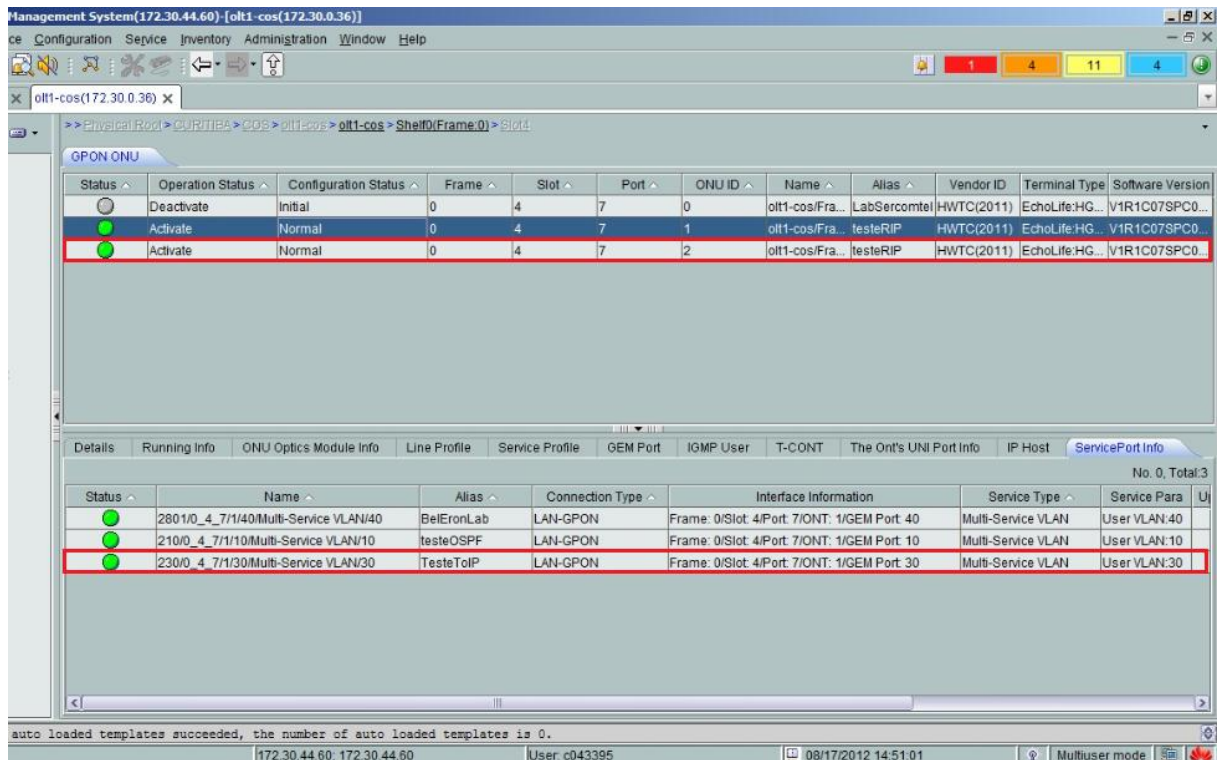 Management System(172.30.44.60)-[olt1-cos(172.30.0.36)]
ce Configuration Service Inventory Administration Window Help
1 4 11 4
olt1-cos(172.30.0.36)
>>Physical Root>CURITIBA>COS>olt1-cos>olt1-cos>Shelf0(Frame:0)>Slot4
GPON ONU
Status Operation Status Configuration Status Frame Slot Port ONU ID Name Alias Vendor ID Terminal Type Software Version
Deactivate Initial 0 4 7 0 olt1-cos/Fra... LabSercomtel HWTC(2011) EchoLife:HG... V1R1C07SPC0...
Activate Normal 0 4 7 1 olt1-cos/Fra... testeRIP HWTC(2011) EchoLife:HG... V1R1C07SPC0...
Activate Normal 0 4 7 2 olt1-cos/Fra... testeRIP HWTC(2011) EchoLife:HG... V1R1C07SPC0...
Details Running Info ONU Optics Module Info Line Profile Service Profile GEM Port IGMP User T-CONT The Ont's UNI Port Info IP Host ServicePort Info
No. 0, Total:3
Status Name Alias Connection Type Interface Information Service Type Service Para U
2801/0_4_7/1/40/Multi-Service VLAN/40 BelEronLab LAN-GPON Frame: 0/Slot: 4/Port: 7/ONT: 1/GEM Port: 40 Multi-Service VLAN User VLAN:40
210/0_4_7/1/10/Multi-Service VLAN/10 testeOSPF LAN-GPON Frame: 0/Slot: 4/Port: 7/ONT: 1/GEM Port: 10 Multi-Service VLAN User VLAN:10
230/0_4_7/1/30/Multi-Service VLAN/30 TesteToIP LAN-GPON Frame: 0/Slot: 4/Port: 7/ONT: 1/GEM Port: 30 Multi-Service VLAN User VLAN:30
auto loaded templates succeeded, the number of auto loaded templates is 0.
172.30.44.60: 172.30.44.60 User: c043395 08/17/2012 14:51:01 Multiuser mode